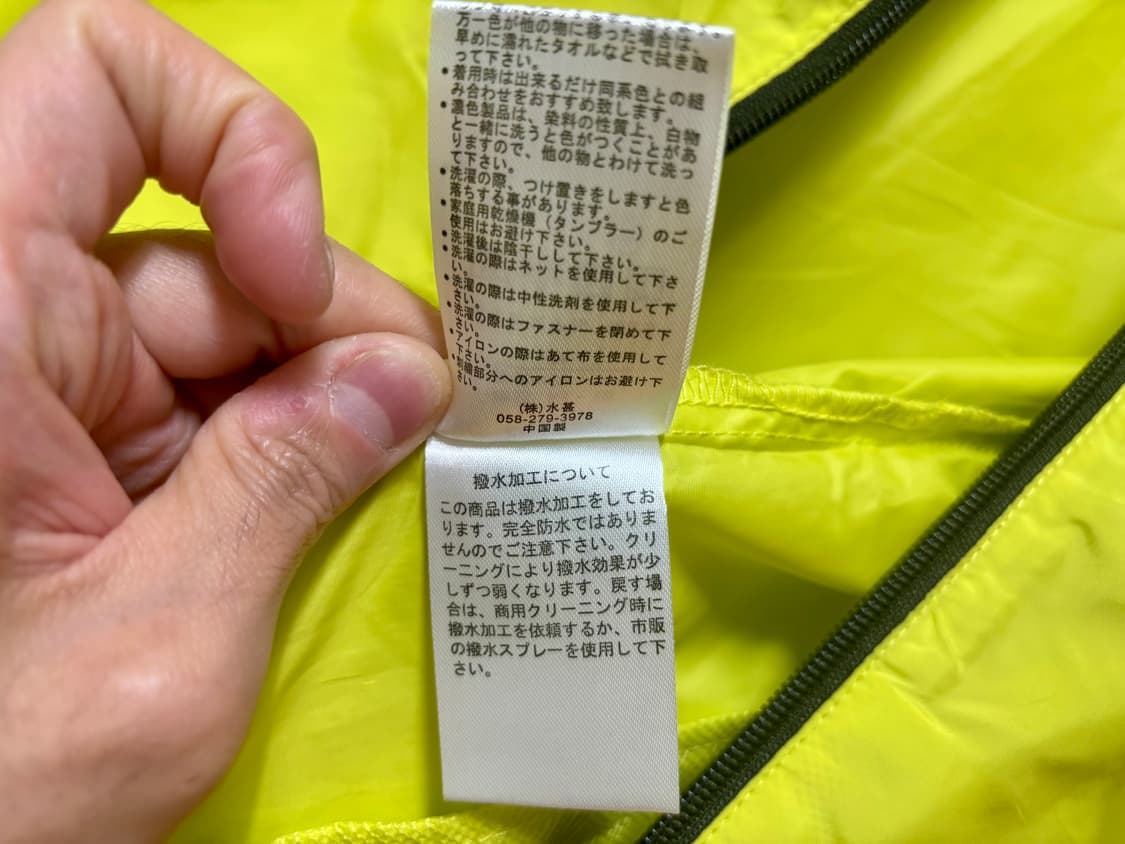 万一色が他の物に移った場合は、
早めに濡れたタオルなどで拭き取
って下さい。
• 着用時は出来るだけ同系色との組
み合わせをおすすめ致します。
• 濃色製品は、染料の性質上、白物
と一緒に洗うと色がつくことがあ
りますので、他の物とわけて洗っ
て下さい。
• 洗濯の際、つけ置きをしますと色
落ちする事があります。
• 家庭用乾燥機（タンブラー）のご
使用はお避け下さい。
• 洗濯後は陰干しして下さい。
• 洗濯の際はネットを使用して下さ
い。
• 洗濯の際は中性洗剤を使用して下
さい。
• 洗濯の際はファスナーを閉めて下
さい。
• アイロンの際はあて布を使用して
下さい。
• 刺繍部分へのアイロンはお避け下
さい。
(株)水甚
058-279-3978
中国製
撥水加工について
この商品は撥水加工をしてお
ります。完全防水ではありま
せんのでご注意下さい。クリ
ーニングにより撥水効果が少
しずつ弱くなります。戻す場
合は、商用クリーニング時に
撥水加工を依頼するか、市販
の撥水スプレーを使用して下
さい。